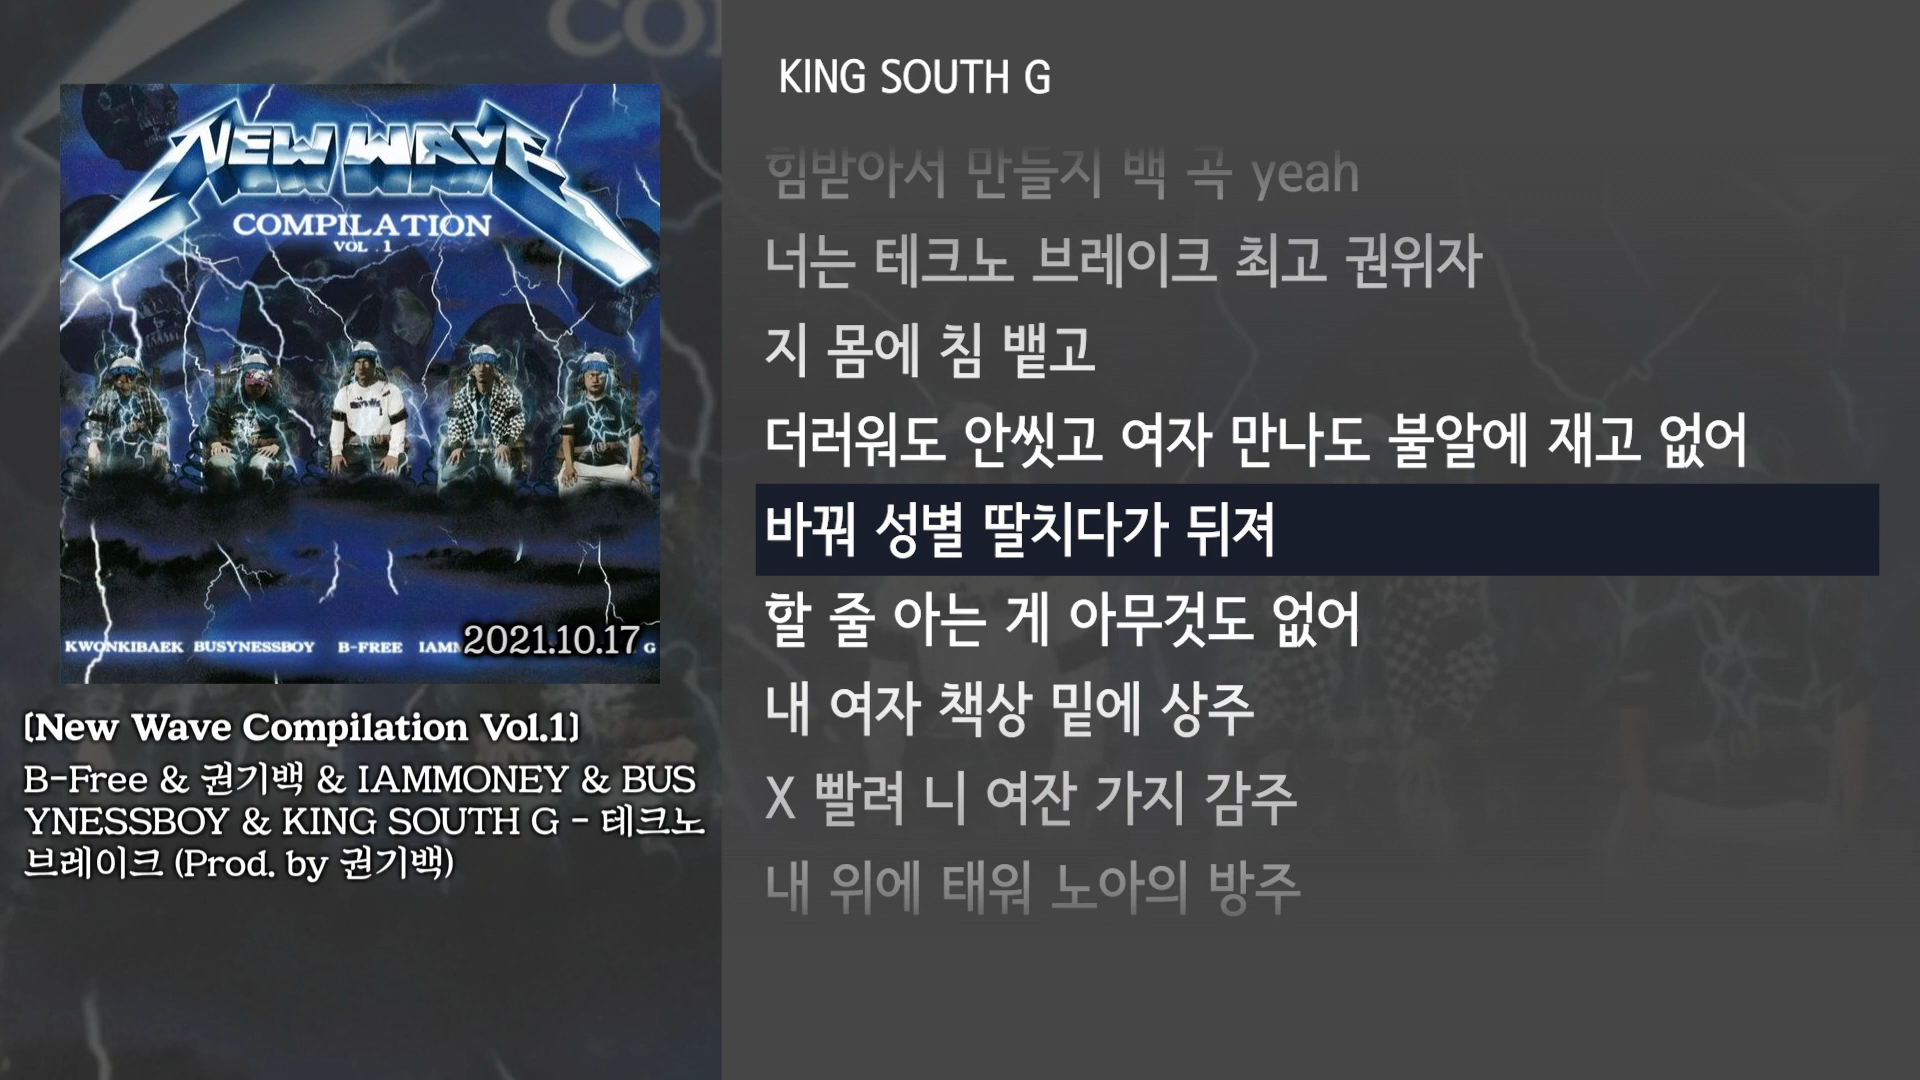 NEW WAVE
COMPILATION
VOL . 1
KWONKIBAEK BUSYNESSBOY B-FREE IAMM
2021.10.17
G
[New Wave Compilation Vol.1]
B-Free & 권기백 & IAMMONEY & BUS
YNESSBOY & KING SOUTH G - 테크노
브레이크 (Prod. by 권기백)
KING SOUTH G
힘받아서 만들지 백 곡 yeah
너는 테크노 브레이크 최고 권위자
지 몸에 침 뱉고
더러워도 안씻고 여자 만나도 불알에 재고 없어
바꿔 성별 딸치다가 뒤져
할 줄 아는 게 아무것도 없어
내 여자 책상 밑에 상주
X 빨려 니 여잔 가지 감주
내 위에 태워 노아의 방주